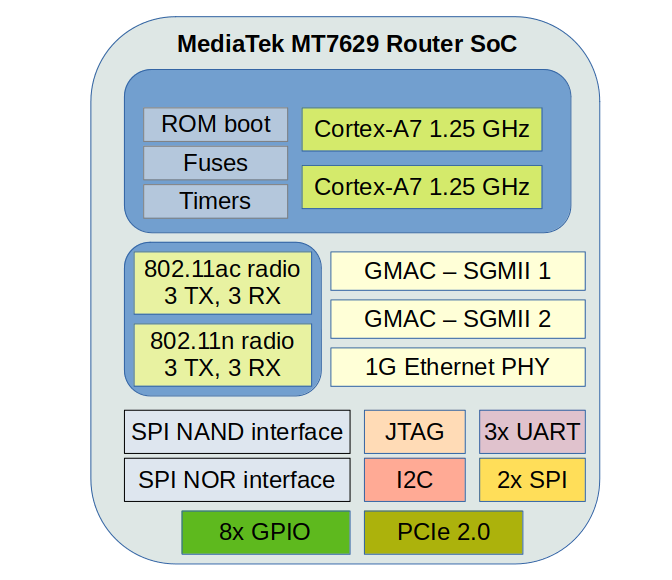 MediaTek MT7629 Router SoC
ROM boot
Fuses
Timers
Cortex-A7 1.25 GHz
Cortex-A7 1.25 GHz
802.11ac radio
3 TX, 3 RX
802.11n radio
3 TX, 3 RX
GMAC – SGMII 1
GMAC – SGMII 2
1G Ethernet PHY
SPI NAND interface
JTAG
3x UART
SPI NOR interface
I2C
2x SPI
8x GPIO
PCIe 2.0